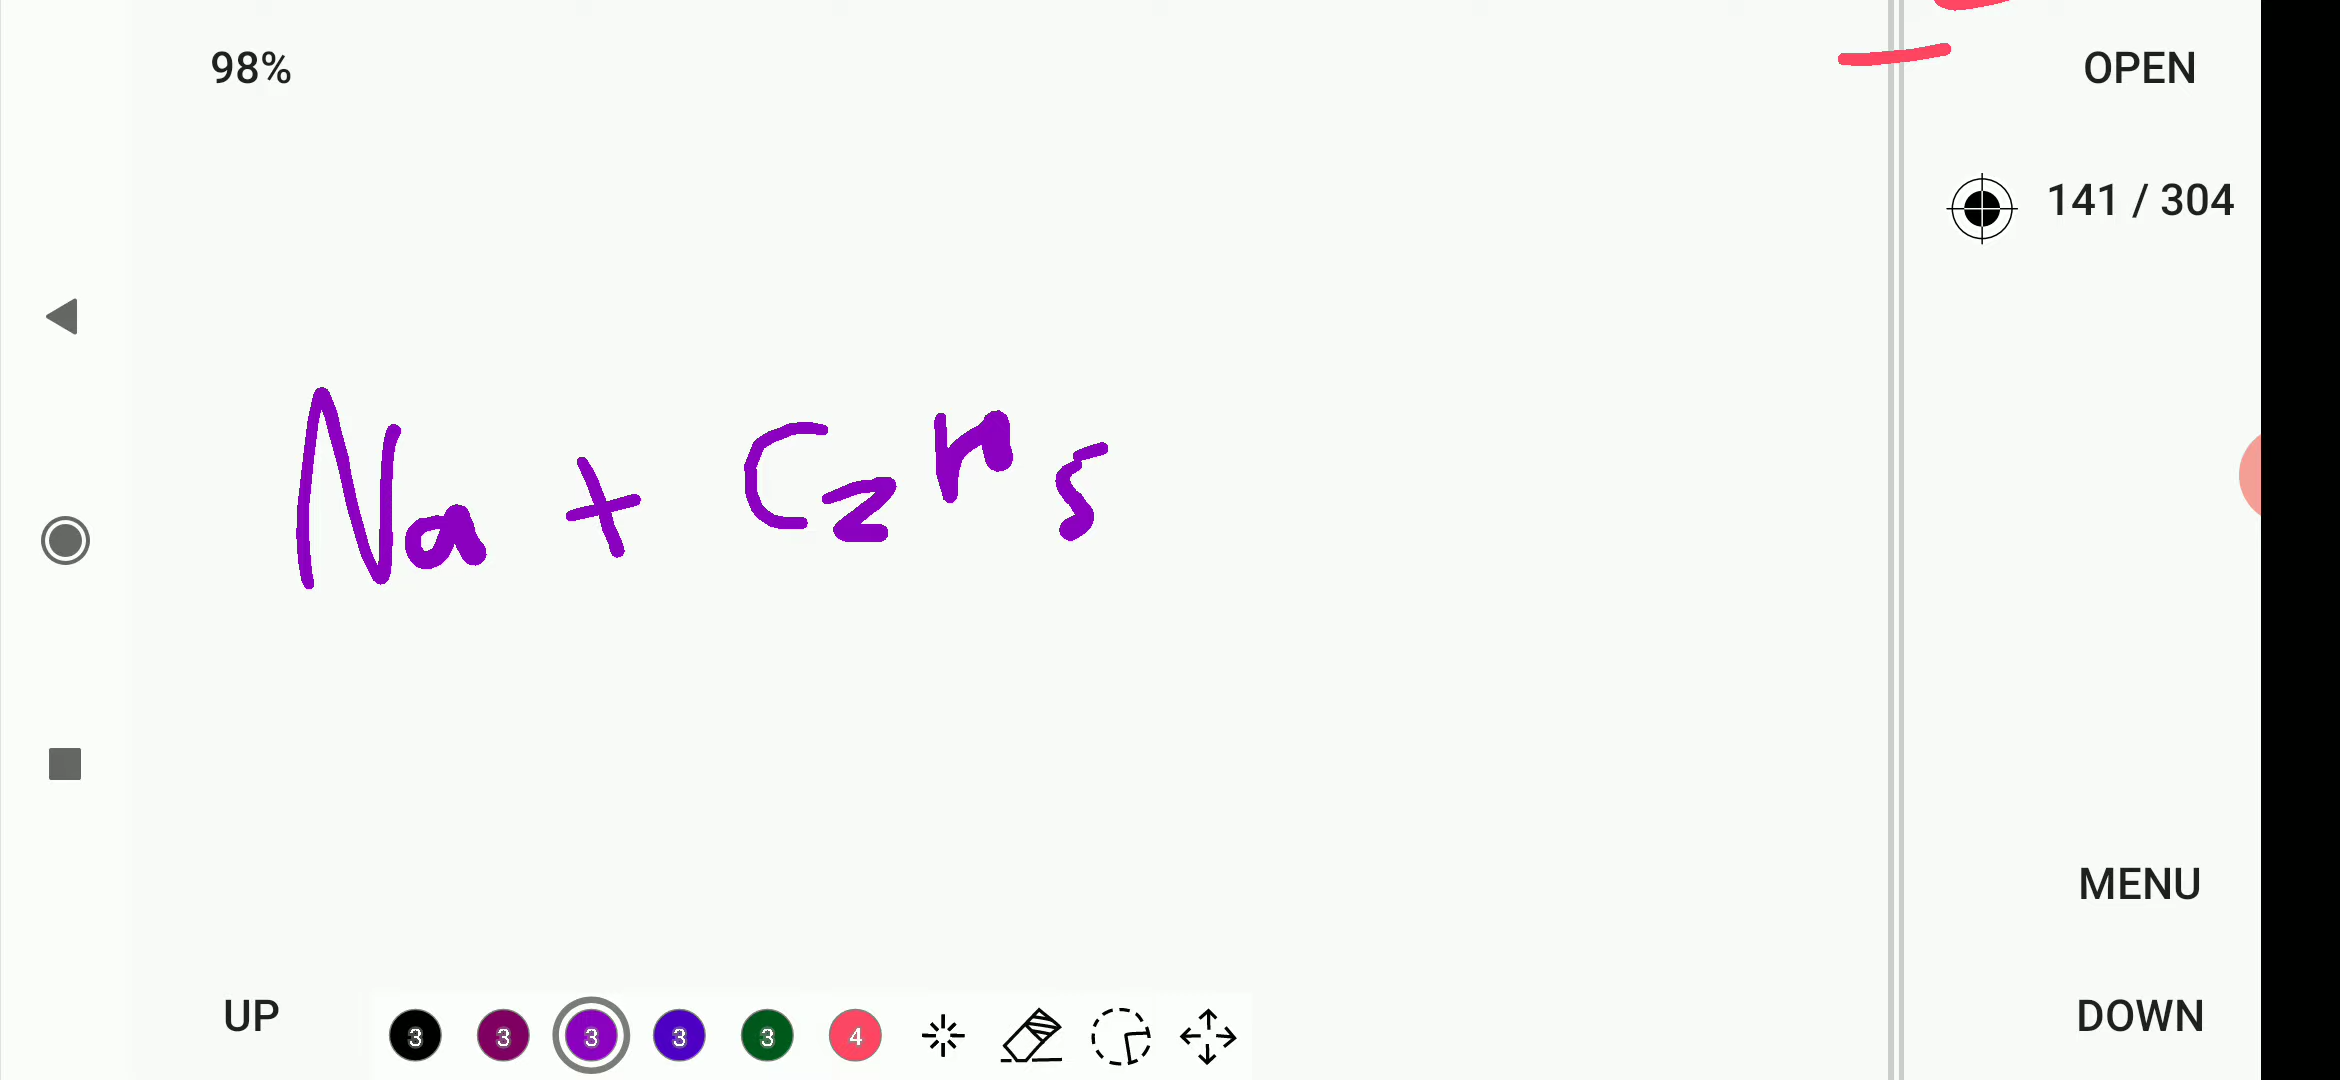 98%
OPEN
141 / 304
Na + C2H5
MENU
UP
3 3 3 3 3 4
DOWN